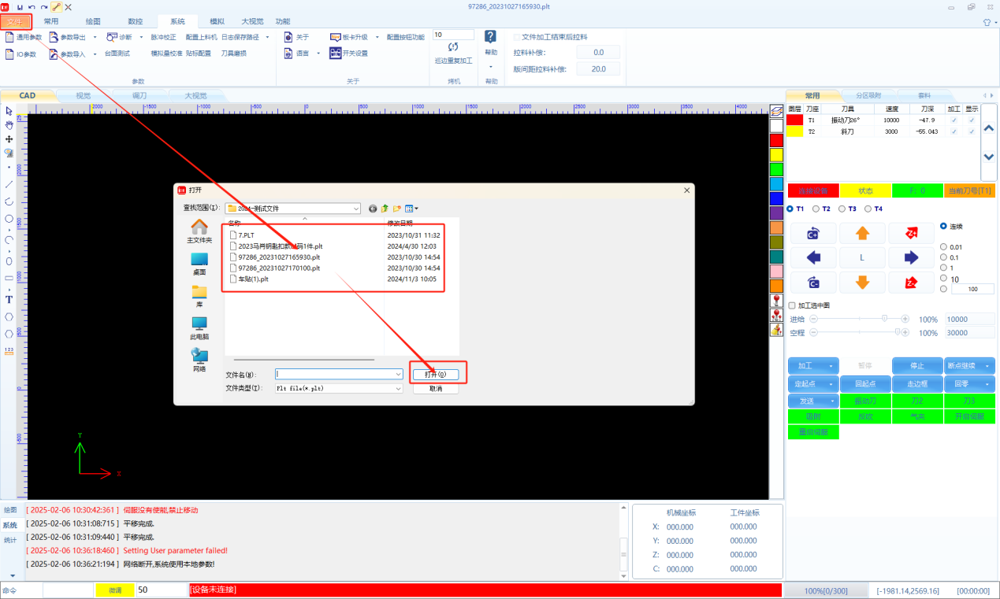 97286_20231027165930.plt
文件 常用 绘图 数控 系统 模拟 大视觉 功能
通用参数 参数导出 诊断 脉冲校正 配置上料机 日志保存路径 关于 板卡升级 配置按钮功能 10 文件加工结束后拉料
IO参数 参数导入 台面测试 模拟量校准 贴标配置 刀具磨损 语言 开关设置 巡边重复加工 帮助 拉料补偿: 0.0
版间距拉料补偿: 20.0
参数 关于 烤机 帮助
CAD 视觉 调刀 大视觉 常用 分区吸附 套料
-2000 -1500 -1000 -500 0 500 1000 1500 2000 2500 3000 3500 4000
图层 刀座 刀具 速度 刀深 加工 显示
T1 振动刀26° 10000 -47.9
T2 斜刀 3000 -55.043
连接设备 状态 F: 0 当前刀号[T1]
T1 T2 T3 T4
C+ Z+ 连续
L 0.01
0.1
1
C- Z- 10
100
加工选中图
进给 100% 10000
空程 100% 30000
加工 暂停 停止 断点继续
定起点 回起点 走边框 回零
发送 振动刀 刀2 刀3
吸附 反吹 气夹 开启伺服
重启伺服
打开
查找范围(I): 2024-测试文件
名称 修改日期
7.PLT 2023/10/31 11:32
2023马肖钥匙扣款 码1件.plt 2024/4/30 12:03
97286_20231027165930.plt 2023/10/30 14:54
97286_20231027170100.plt 2023/10/30 14:54
车贴(1).plt 2024/11/3 10:05
主文件夹
桌面
库
此电脑
网络
文件名(N): 打开(O)
文件类型(T): Plt file(*.plt) 取消
T
1 2 3
Y
X
绘图
系统
统计
[ 2025-02-06 10:30:42:361 ] 伺服没有使能,禁止移动
[ 2025-02-06 10:31:08:715 ] 平移完成.
[ 2025-02-06 10:31:09:440 ] 平移完成.
[ 2025-02-06 10:36:18:460 ] Setting User parameter failed!
[ 2025-02-06 10:36:21:194 ] 网络断开,系统使用本地参数!
机械坐标 工件坐标
X: 000.000 000.000
Y: 000.000 000.000
Z: 000.000 000.000
C: 000.000 000.000
命令 微调 50 [设备未连接] 100%[0/300] [-1981.14,2569.16] [00:00:00]